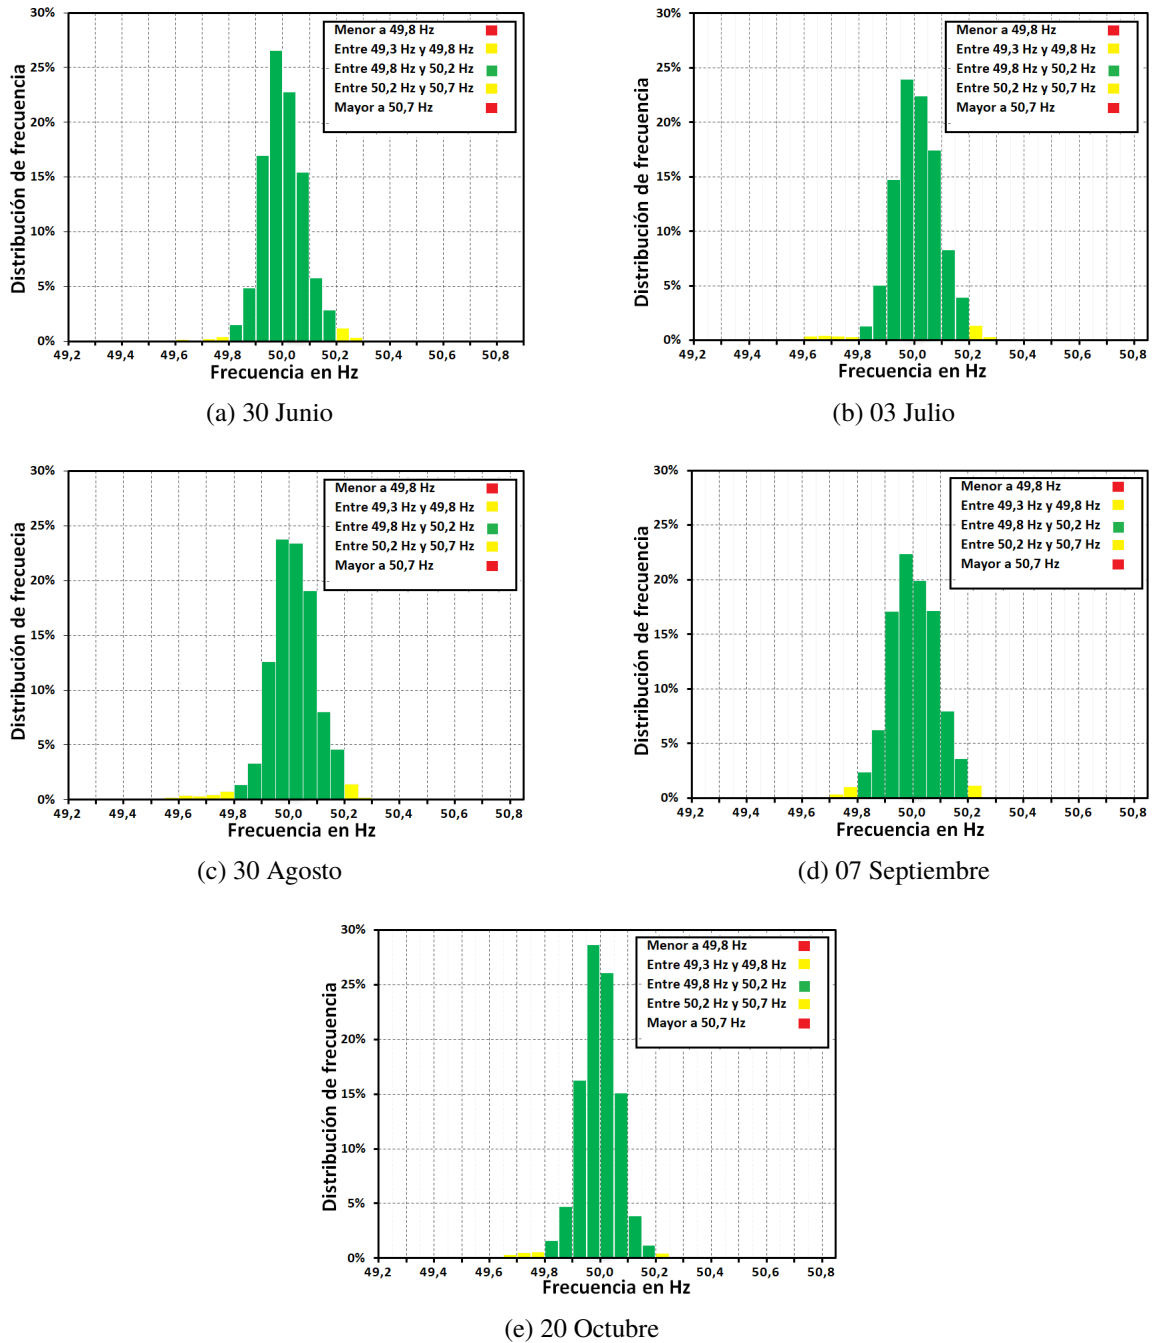 Distribución de frecuencia
30%
25%
20%
15%
10%
5%
0%
Menor a 49,8 Hz
Entre 49,3 Hz y 49,8 Hz
Entre 49,8 Hz y 50,2 Hz
Entre 50,2 Hz y 50,7 Hz
Mayor a 50,7 Hz
49,2 49,4 49,6 49,8 50,0 50,2 50,4 50,6 50,8
Frecuencia en Hz
(a) 30 Junio
Distribución de frecuencia
30%
25%
20%
15%
10%
5%
0%
Menor a 49,8 Hz
Entre 49,3 Hz y 49,8 Hz
Entre 49,8 Hz y 50,2 Hz
Entre 50,2 Hz y 50,7 Hz
Mayor a 50,7 Hz
49,2 49,4 49,6 49,8 50,0 50,2 50,4 50,6 50,8
Frecuencia en Hz
(b) 03 Julio
Distribución de frecuecia
30%
25%
20%
15%
10%
5%
0%
Menor a 49,8 Hz
Entre 49,3 Hz y 49,8 Hz
Entre 49,8 Hz y 50,2 Hz
Entre 50,2 Hz y 50,7 Hz
Mayor a 50,7 Hz
49,2 49,4 49,6 49,8 50,0 50,2 50,4 50,6 50,8
Frecuencia en Hz
(c) 30 Agosto
Distribución de frecuencia
30%
25%
20%
15%
10%
5%
0%
Menor a 49,8 Hz
Entre 49,3 Hz y 49,8 Hz
Entre 49,8 Hz y 50,2 Hz
Entre 50,2 Hz y 50,7 Hz
Mayor a 50,7 Hz
49,2 49,4 49,6 49,8 50,0 50,2 50,4 50,6 50,8
Frecuencia en Hz
(d) 07 Septiembre
Distribución de frecuencia
30%
25%
20%
15%
10%
5%
0%
Menor a 49,8 Hz
Entre 49,3 Hz y 49,8 Hz
Entre 49,8 Hz y 50,2 Hz
Entre 50,2 Hz y 50,7 Hz
Mayor a 50,7 Hz
49,2 49,4 49,6 49,8 50,0 50,2 50,4 50,6 50,8
Frecuencia en Hz
(e) 20 Octubre